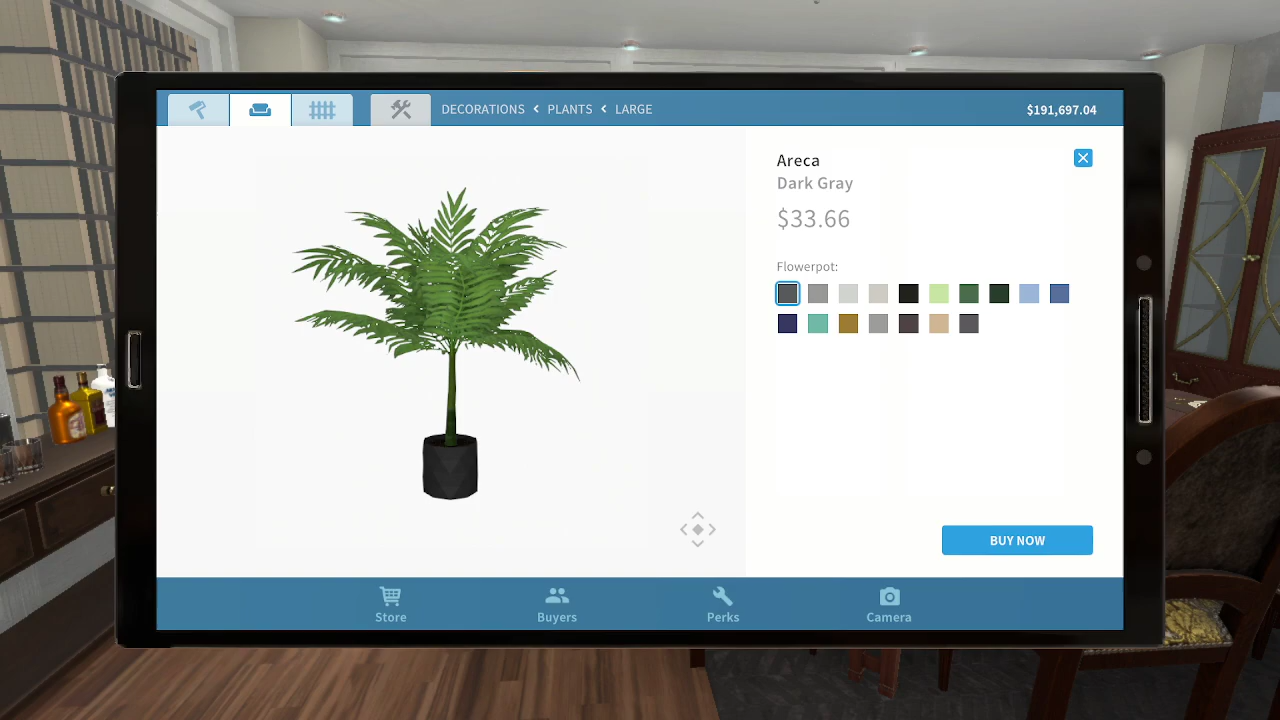 DECORATIONS < PLANTS < LARGE
$191,697.04
Areca
Dark Gray
$33.66
Flowerpot:
BUY NOW
Store
Buyers
Perks
Camera